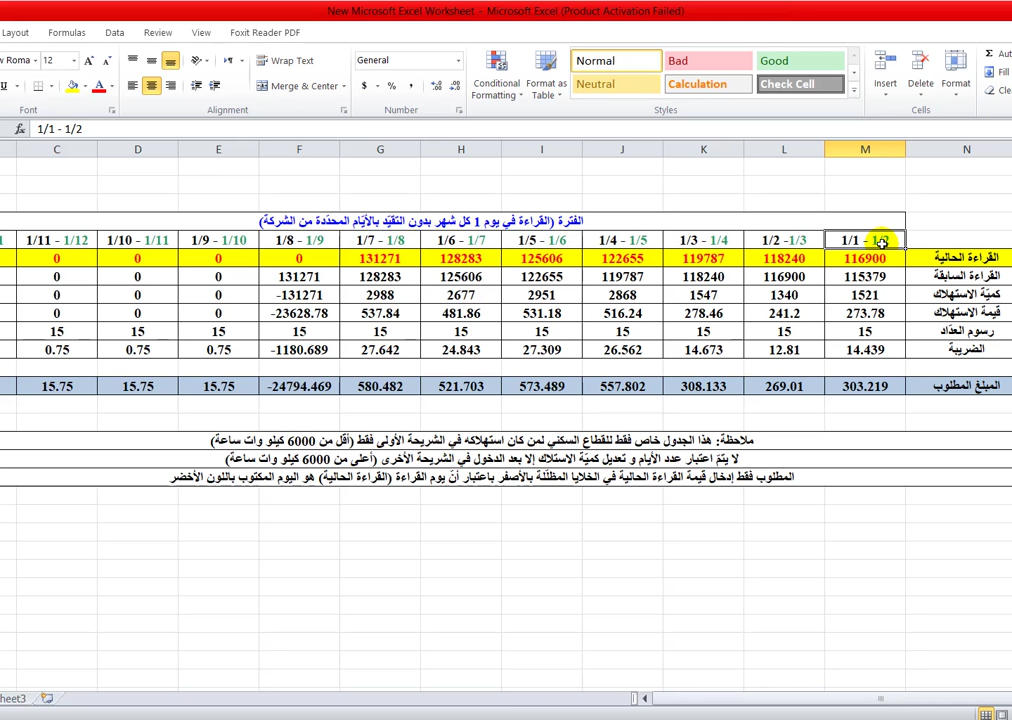 New Microsoft Excel Worksheet - Microsoft Excel (Product Activation Failed)
Layout Formulas Data Review View Foxit Reader PDF
12 Wrap Text General Normal Bad Good
Merge & Center Conditional Formatting Format as Table Neutral Calculation Check Cell Insert Delete Format Fill
Font Alignment Number Styles Cells
fx 1/1 - 1/2
C D E F G H I J K L M N
الفترة (القراءة في يوم 1 كل شهر بدون التقيّد بالأيّام المحدّدة من الشركة)
1/11 - 1/12 1/10 - 1/11 1/9 - 1/10 1/8 - 1/9 1/7 - 1/8 1/6 - 1/7 1/5 - 1/6 1/4 - 1/5 1/3 - 1/4 1/2 -1/3 1/1 - 1/2
0 0 0 0 131271 128283 125606 122655 119787 118240 116900 القراءة الحالية
0 0 0 131271 128283 125606 122655 119787 118240 116900 115379 القراءة السابقة
0 0 0 -131271 2988 2677 2951 2868 1547 1340 1521 كميّة الاستهلاك
0 0 0 -23628.78 537.84 481.86 531.18 516.24 278.46 241.2 273.78 قيمة الاستهلاك
15 15 15 15 15 15 15 15 15 15 15 رسوم العدّاد
0.75 0.75 0.75 -1180.689 27.642 24.843 27.309 26.562 14.673 12.81 14.439 الضريبة
15.75 15.75 15.75 -24794.469 580.482 521.703 573.489 557.802 308.133 269.01 303.219 المبلغ المطلوب
ملاحظة: هذا الجدول خاص فقط للقطاع السكني لمن كان استهلاكه في الشريحة الأولى فقط (أقل من 6000 كيلو وات ساعة)
لا يتمّ اعتبار عدد الأيام و تعديل كميّة الاستلاك إلا بعد الدخول في الشريحة الأخرى (أعلى من 6000 كيلو وات ساعة)
المطلوب فقط إدخال قيمة القراءة الحالية في الخلايا المظلّلة بالأصفر باعتبار أنّ يوم القراءة (القراءة الحالية) هو اليوم المكتوب باللون الأخضر